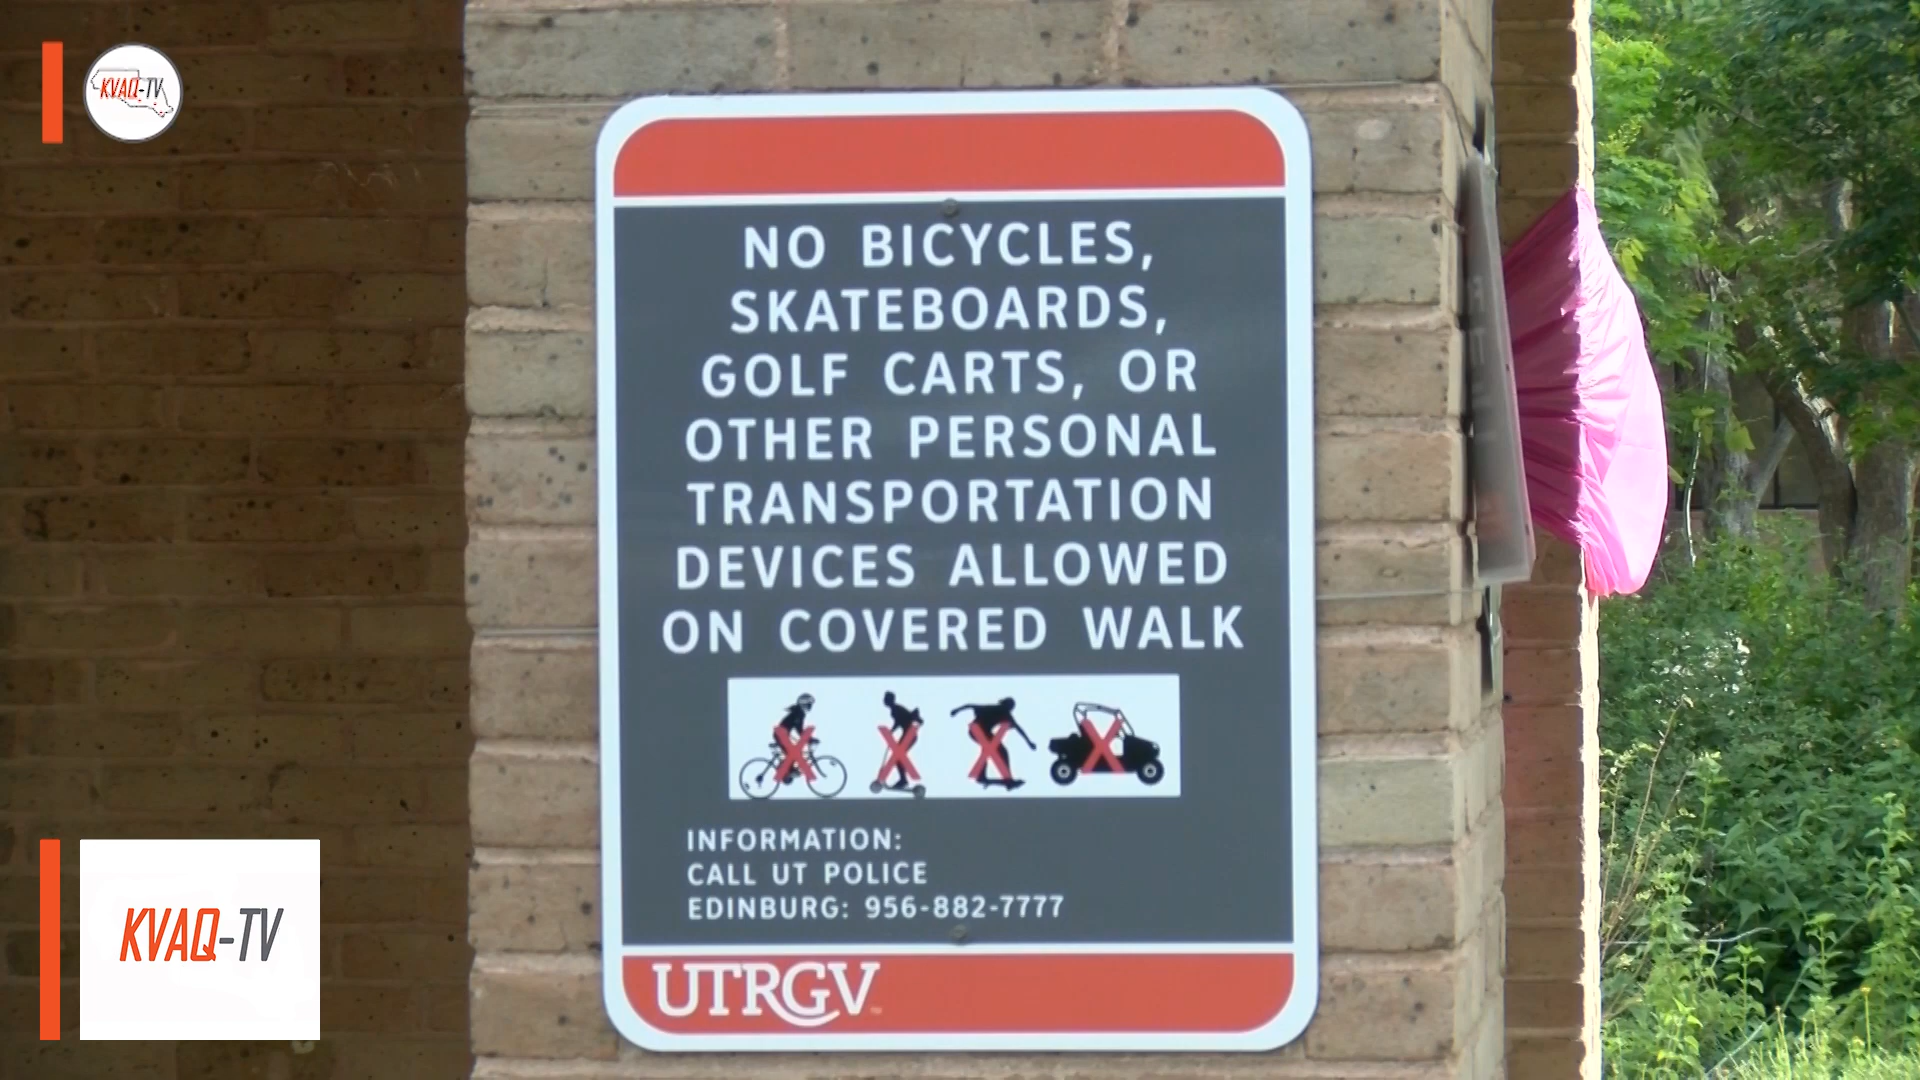 KVAQ-TV
NO BICYCLES,
SKATEBOARDS,
GOLF CARTS, OR
OTHER PERSONAL
TRANSPORTATION
DEVICES ALLOWED
ON COVERED WALK
INFORMATION:
CALL UT POLICE
EDINBURG: 956-882-7777
UTRGV
KVAQ-TV